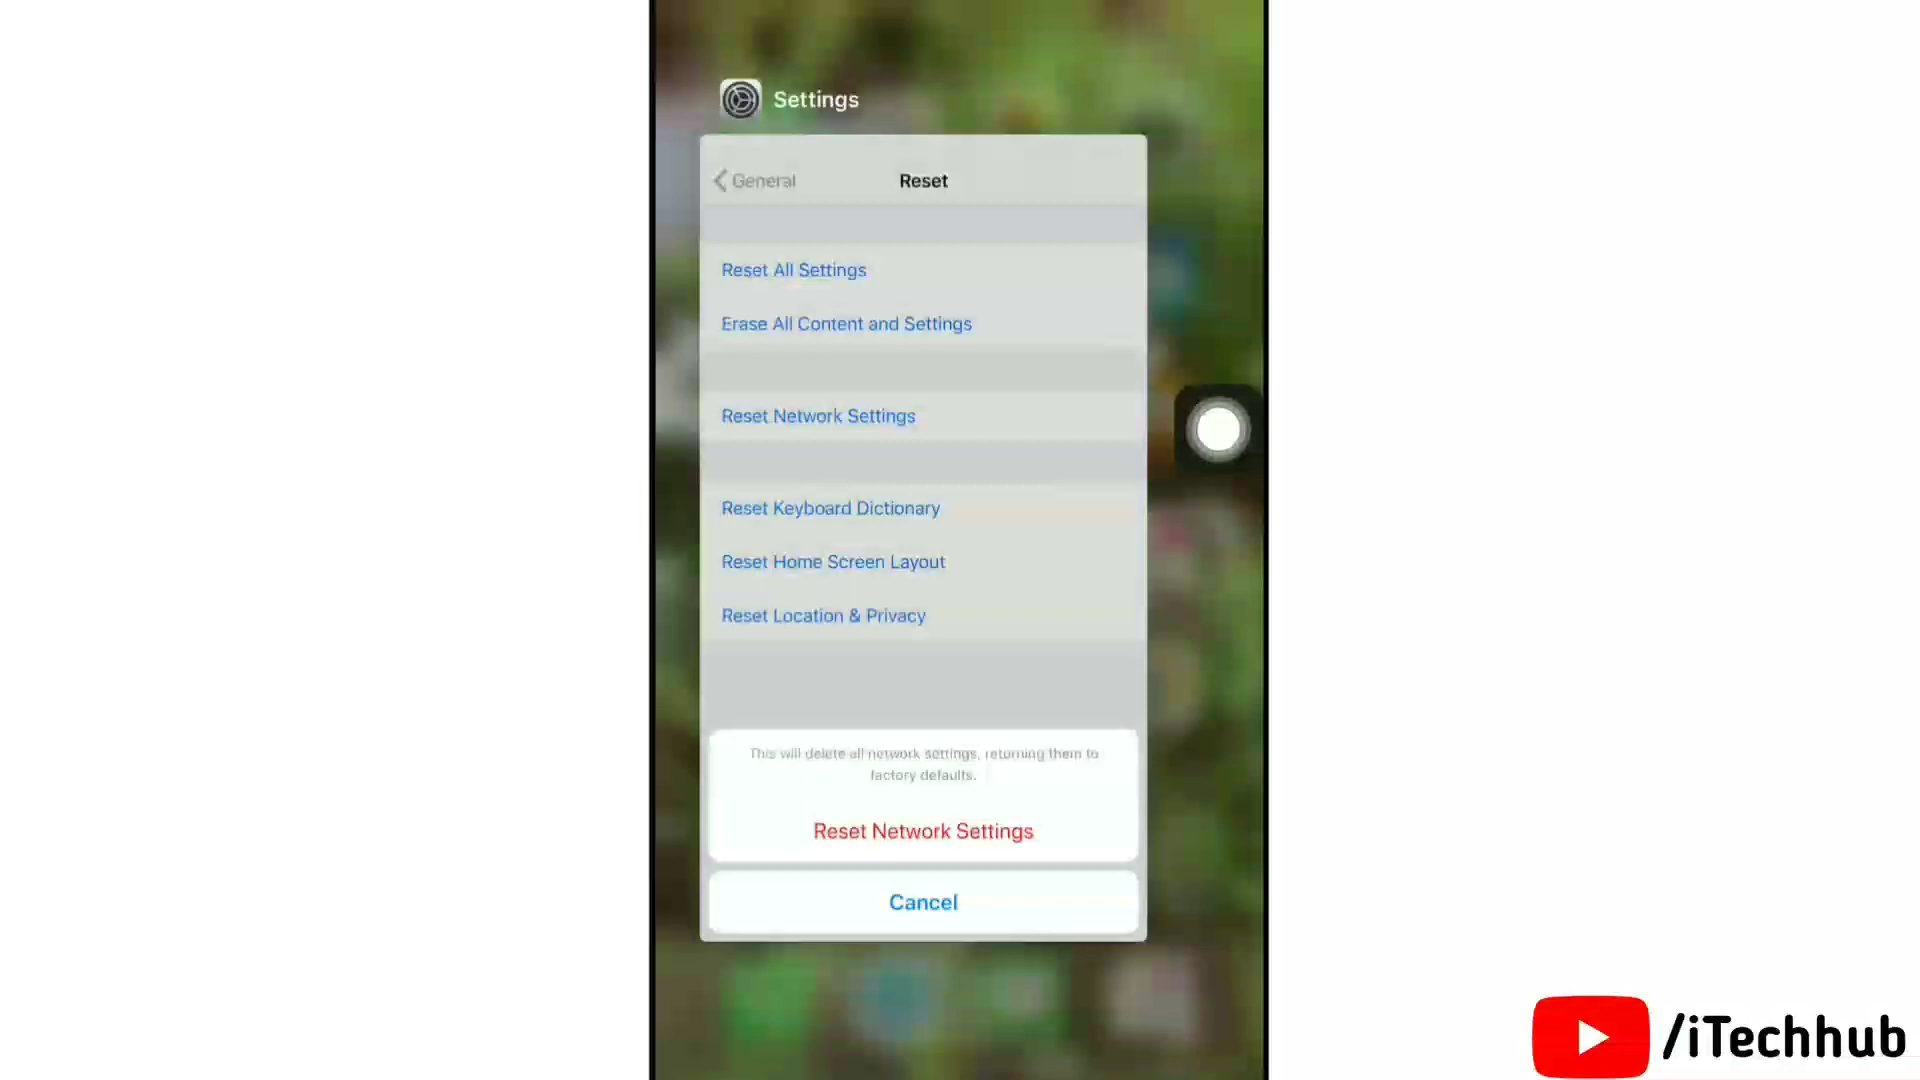 Settings
General
Reset
Reset All Settings
Erase All Content and Settings
Reset Network Settings
Reset Keyboard Dictionary
Reset Home Screen Layout
Reset Location & Privacy
This will delete all network settings, returning them to
factory defaults.
Reset Network Settings
Cancel
/iTechhub